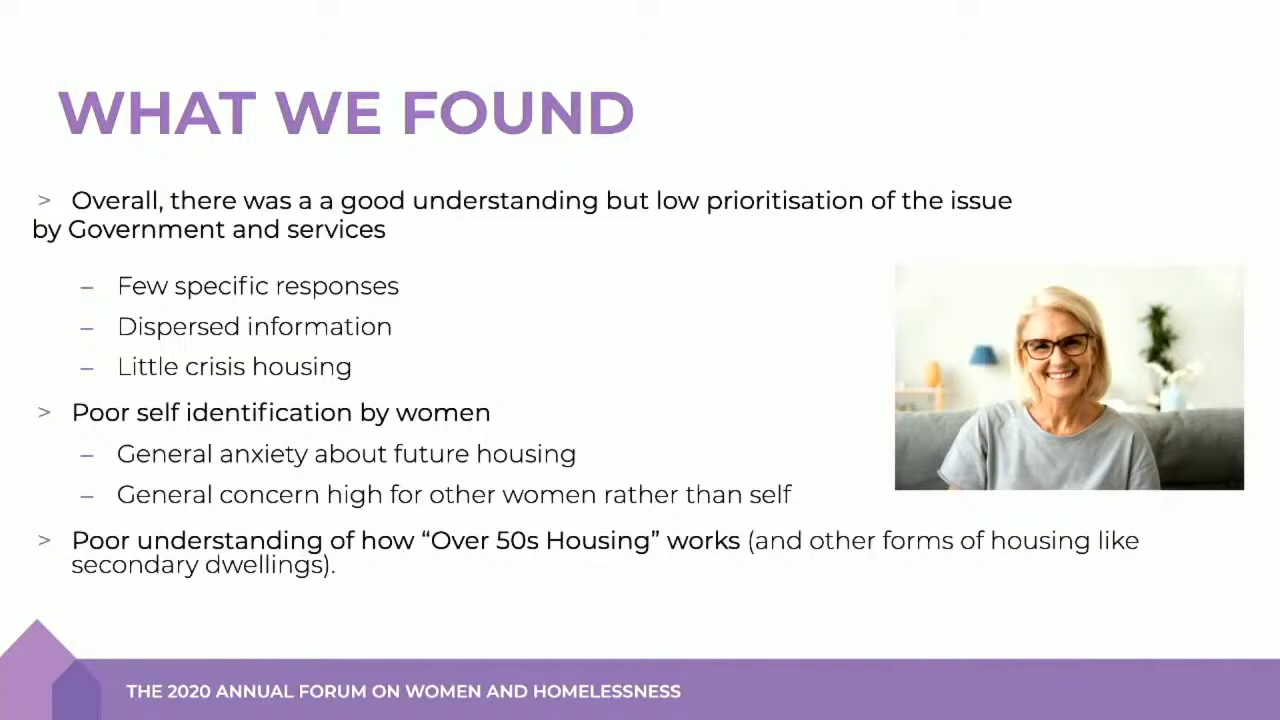 WHAT WE FOUND
> Overall, there was a a good understanding but low prioritisation of the issue
by Government and services
– Few specific responses
– Dispersed information
– Little crisis housing
> Poor self identification by women
– General anxiety about future housing
– General concern high for other women rather than self
> Poor understanding of how “Over 50s Housing” works (and other forms of housing like
secondary dwellings).
THE 2020 ANNUAL FORUM ON WOMEN AND HOMELESSNESS